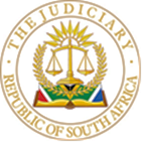 · THE JUDICIARY ·
REPUBLIC OF SOUTH AFRICA